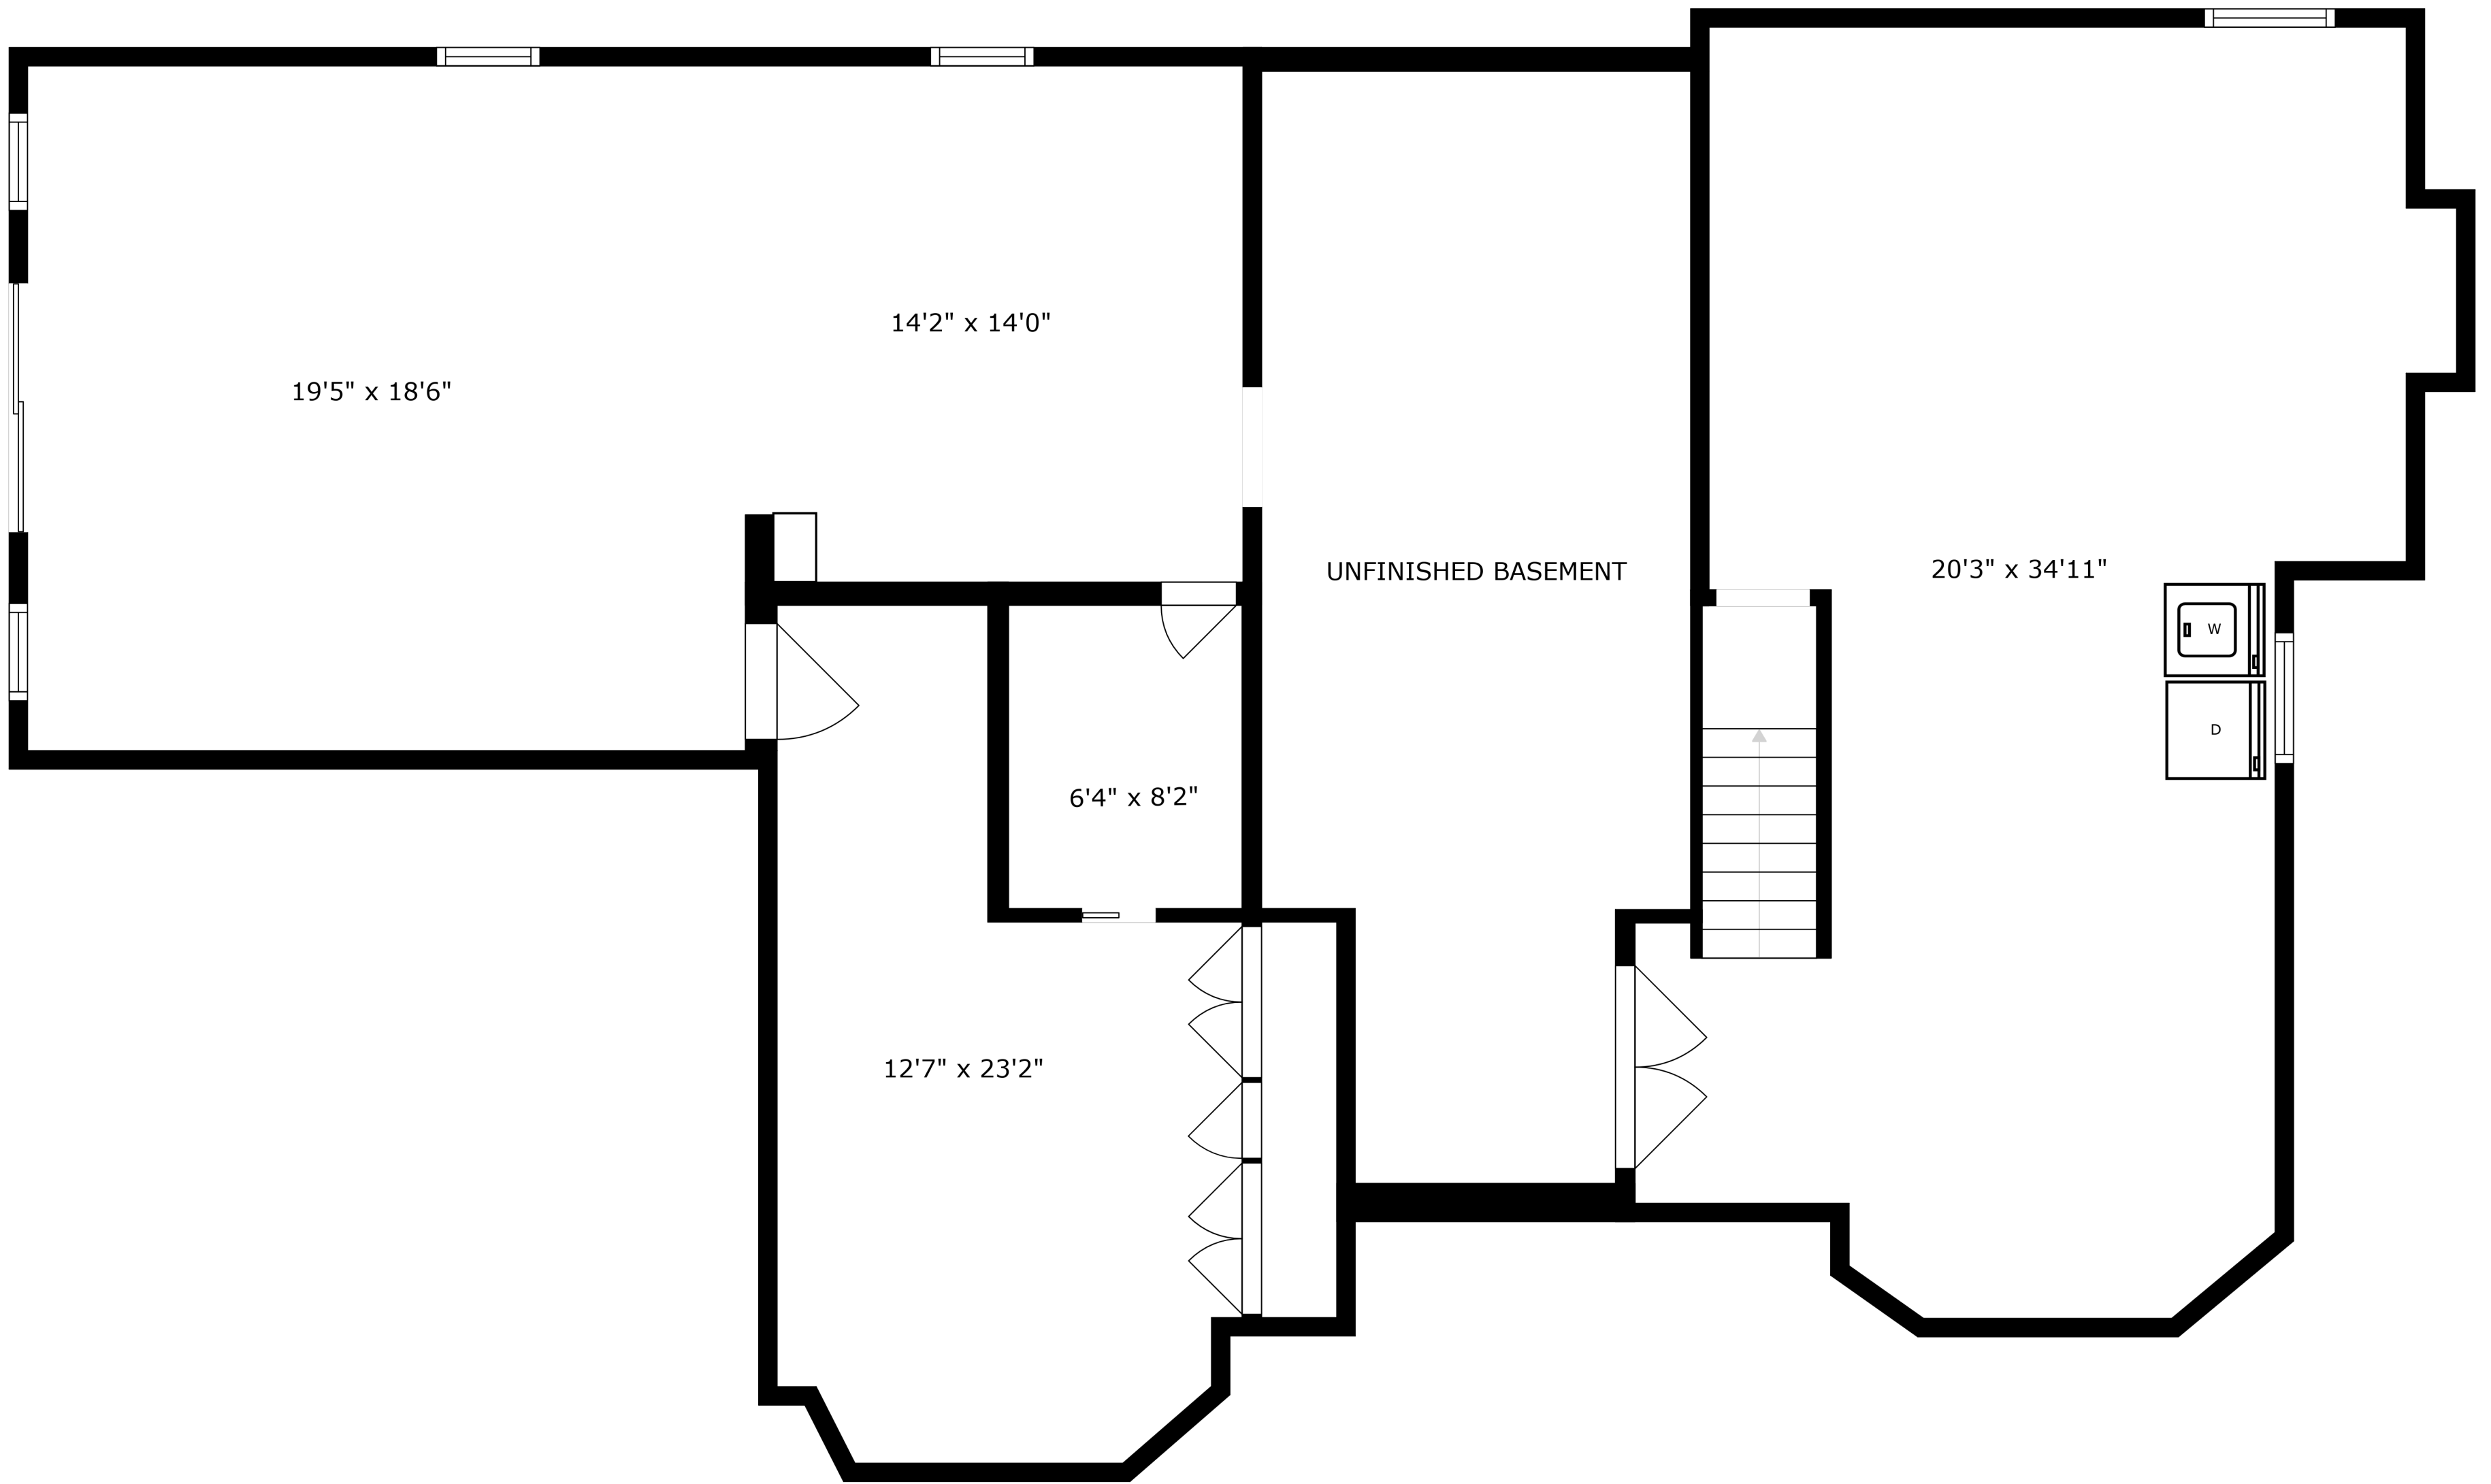 14'2" x 14'0"
19'5" x 18'6"
UNFINISHED BASEMENT
20'3" x 34'11"
W
D
6'4" x 8'2"
12'7" x 23'2"